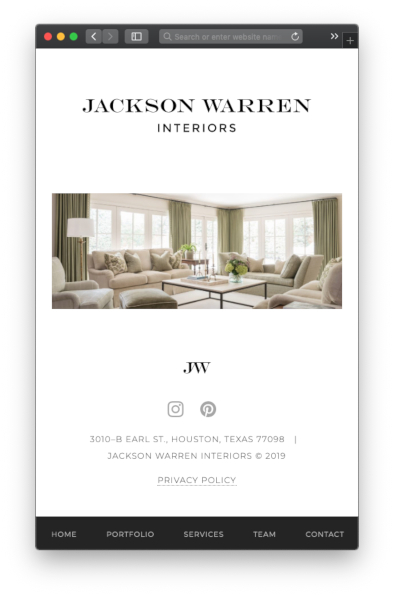 Search or enter website nam
JACKSON WARREN
INTERIORS
JW
3010-B EARL ST., HOUSTON, TEXAS 77098 |
JACKSON WARREN INTERIORS © 2019
PRIVACY POLICY
HOME PORTFOLIO SERVICES TEAM CONTACT